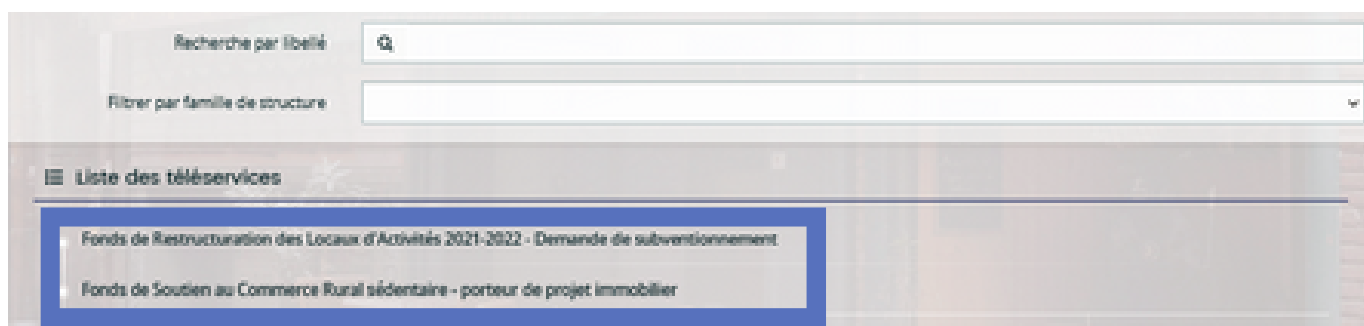 Recherche par libellé
Filtrer par famille de structure
Liste des téléservices
Fonds de Restructuration des Locaux d'Activités 2021-2022 - Demande de subventionnement
Fonds de Soutien au Commerce Rural sédentaire - porteur de projet immobilier